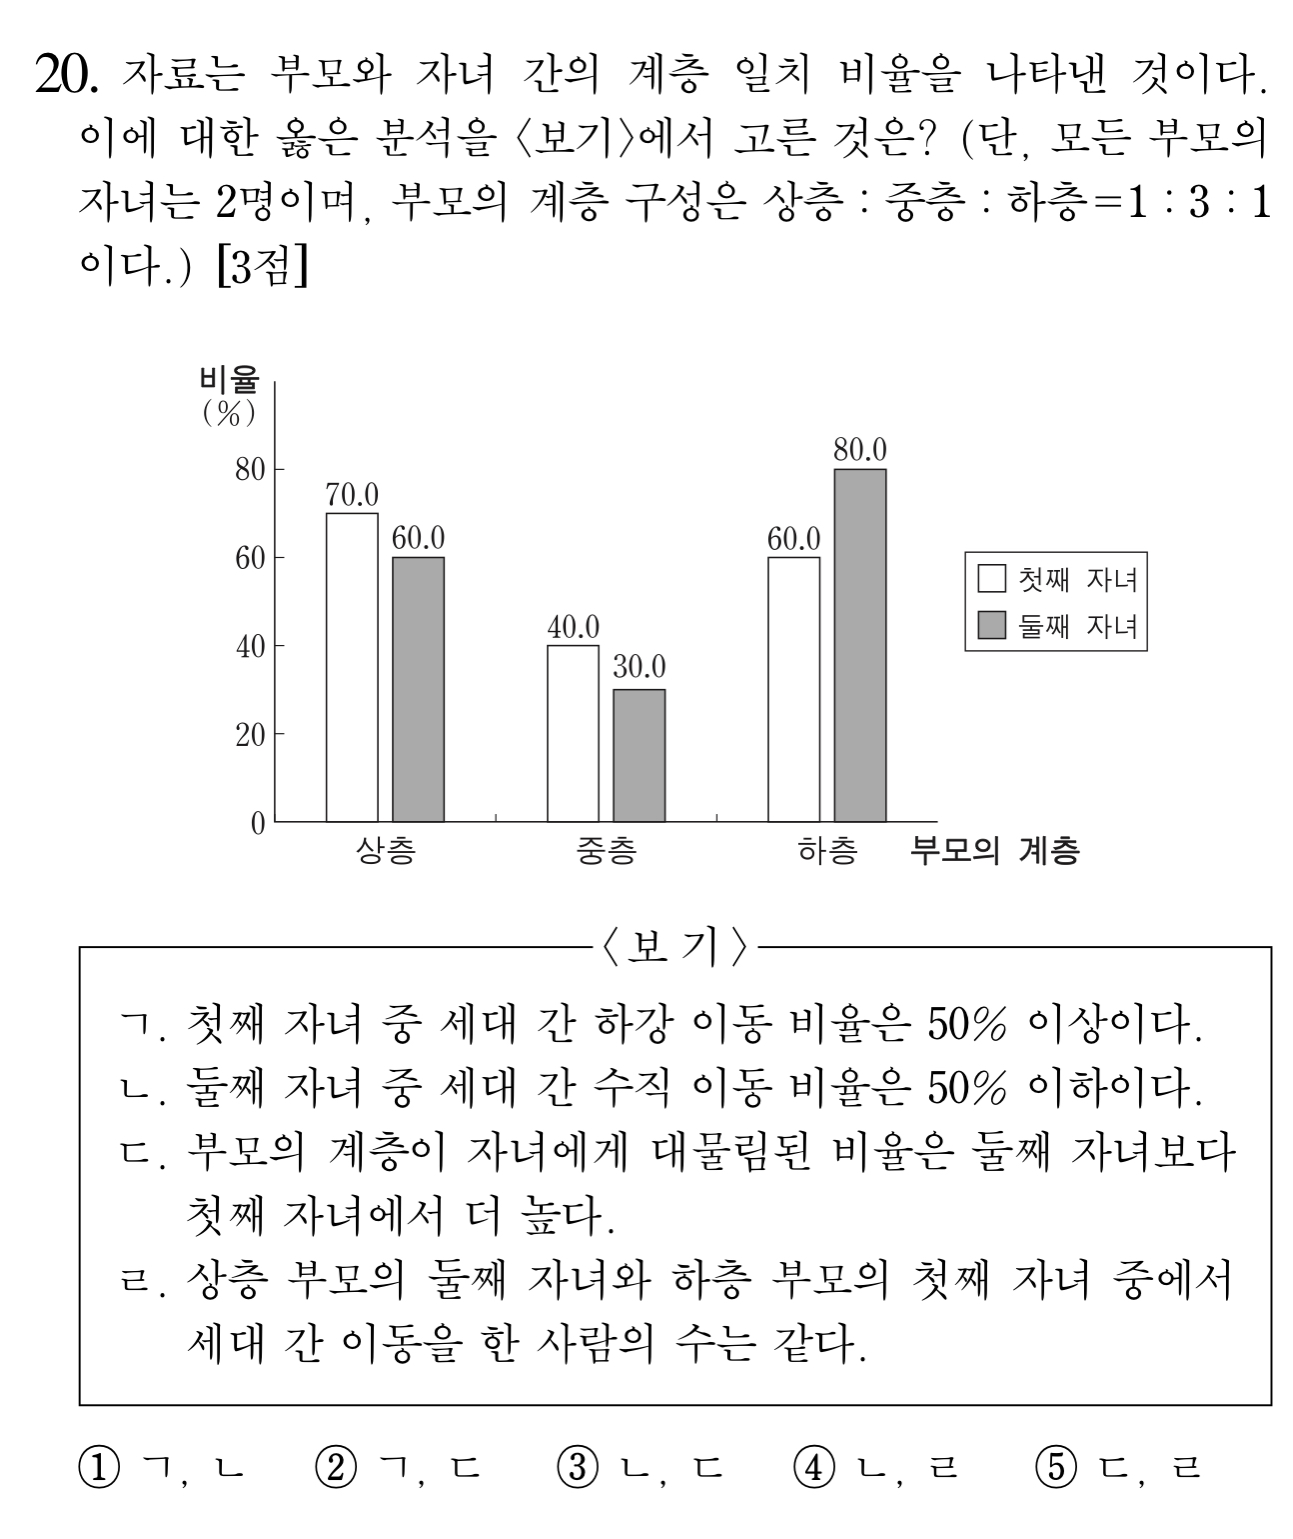 20. 자료는 부모와 자녀 간의 계층 일치 비율을 나타낸 것이다.
이에 대한 옳은 분석을 〈보기〉에서 고른 것은? (단, 모든 부모의
자녀는 2명이며, 부모의 계층 구성은 상층 : 중층 : 하층=1 : 3 : 1
이다.) [3점]
비율
(%)
80
60
40
20
0
70.0
60.0
40.0
30.0
60.0
80.0
첫째 자녀
둘째 자녀
상층 중층 하층 부모의 계층
〈보 기〉
ㄱ. 첫째 자녀 중 세대 간 하강 이동 비율은 50% 이상이다.
ㄴ. 둘째 자녀 중 세대 간 수직 이동 비율은 50% 이하이다.
ㄷ. 부모의 계층이 자녀에게 대물림된 비율은 둘째 자녀보다
첫째 자녀에서 더 높다.
ㄹ. 상층 부모의 둘째 자녀와 하층 부모의 첫째 자녀 중에서
세대 간 이동을 한 사람의 수는 같다.
① ㄱ, ㄴ ② ㄱ, ㄷ ③ ㄴ, ㄷ ④ ㄴ, ㄹ ⑤ ㄷ, ㄹ